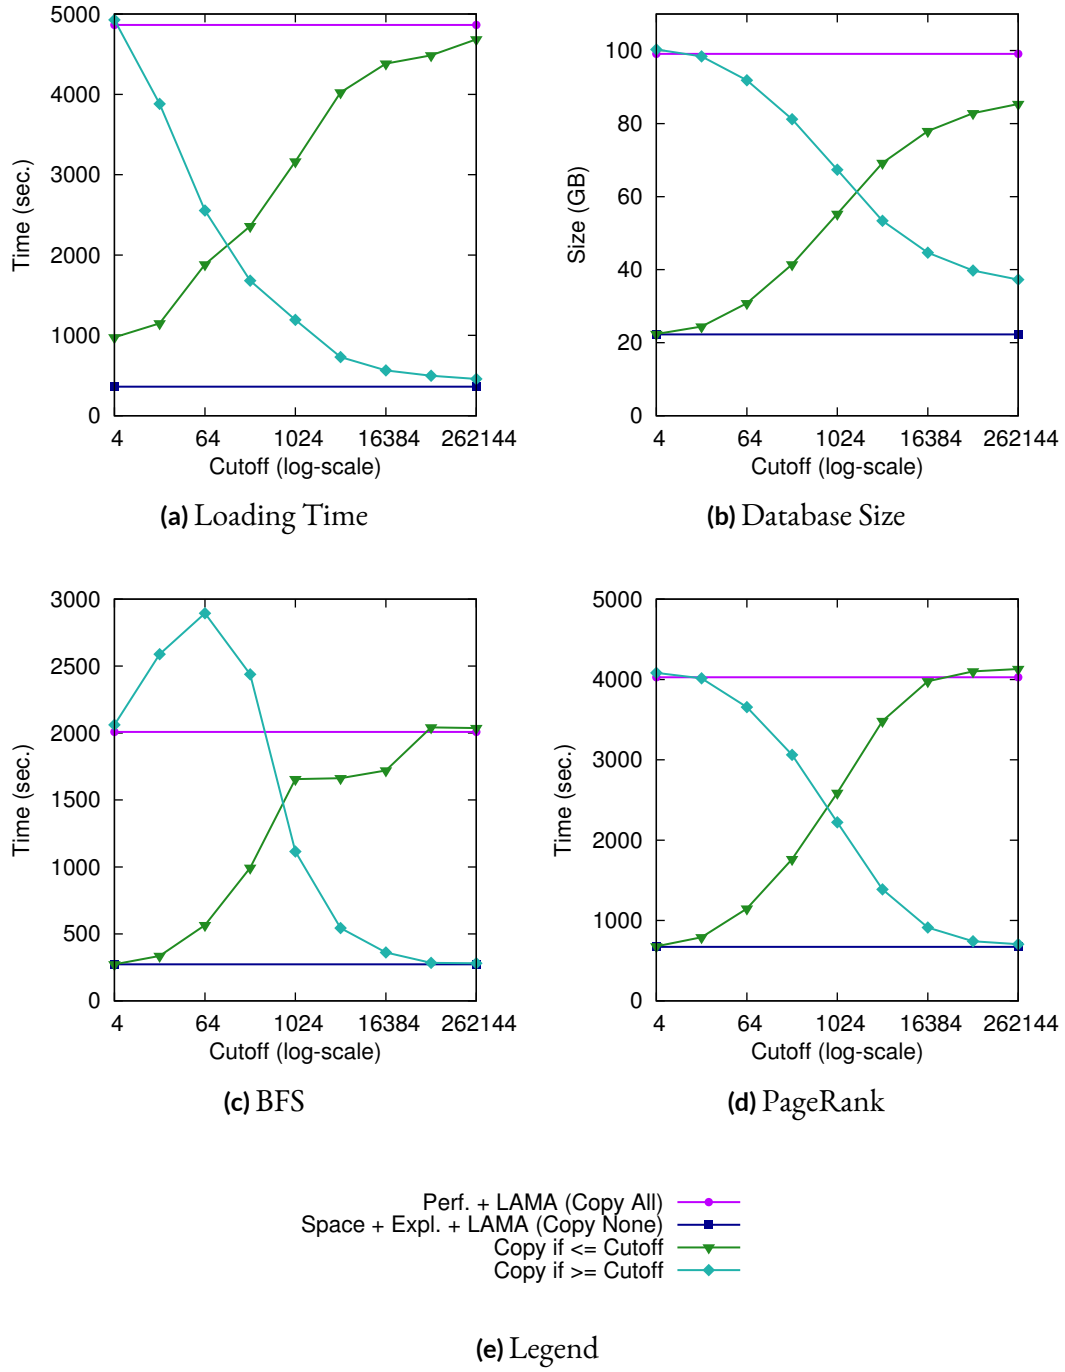 5000
4000
3000
2000
1000
0
Time (sec.)
4 64 1024 16384 262144
Cutoff (log-scale)
(a) Loading Time
100
80
60
40
20
0
Size (GB)
4 64 1024 16384 262144
Cutoff (log-scale)
(b) Database Size
3000
2500
2000
1500
1000
500
0
Time (sec.)
4 64 1024 16384 262144
Cutoff (log-scale)
(c) BFS
5000
4000
3000
2000
1000
0
Time (sec.)
4 64 1024 16384 262144
Cutoff (log-scale)
(d) PageRank
Perf. + LAMA (Copy All)
Space + Expl. + LAMA (Copy None)
Copy if <= Cutoff
Copy if >= Cutoff
(e) Legend